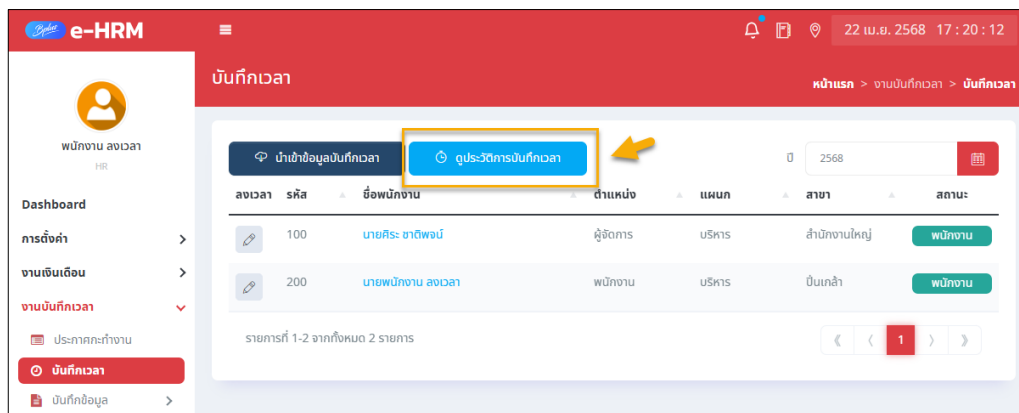 Bplus e-HRM
22 เม.ย. 2568 17 : 20 : 12
บันทึกเวลา
หน้าแรก > งานบันทึกเวลา > บันทึกเวลา
พนักงาน ลงเวลา
HR
Dashboard
การตั้งค่า
งานเงินเดือน
งานบันทึกเวลา
ประกาศกะทำงาน
บันทึกเวลา
บันทึกข้อมูล
นำเข้าข้อมูลบันทึกเวลา
ดูประวัติการบันทึกเวลา
ปี 2568
ลงเวลา รหัส ชื่อพนักงาน ตำแหน่ง แผนก สาขา สถานะ
100 นายศิระ ชาติพจน์ ผู้จัดการ บริหาร สำนักงานใหญ่ พนักงาน
200 นายพนักงาน ลงเวลา พนักงาน บริหาร ปิ่นเกล้า พนักงาน
รายการที่ 1-2 จากทั้งหมด 2 รายการ
1